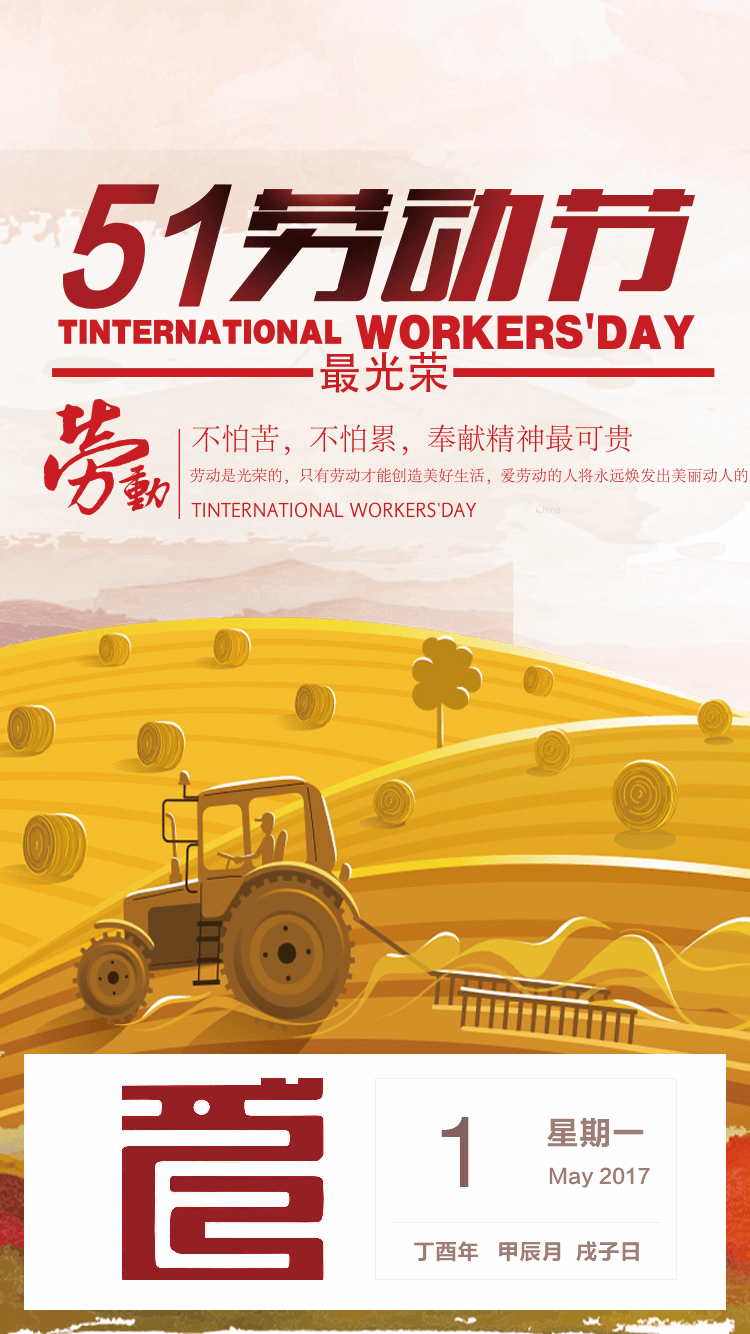 51劳动节
TINTERNATIONAL WORKERS'DAY
最光荣
勞動
不怕苦，不怕累，奉献精神最可贵
劳动是光荣的，只有劳动才能创造美好生活，爱劳动的人将永远焕发出美丽动人的
TINTERNATIONAL WORKERS'DAY
China
1
星期一
May 2017
丁酉年 甲辰月 戌子日